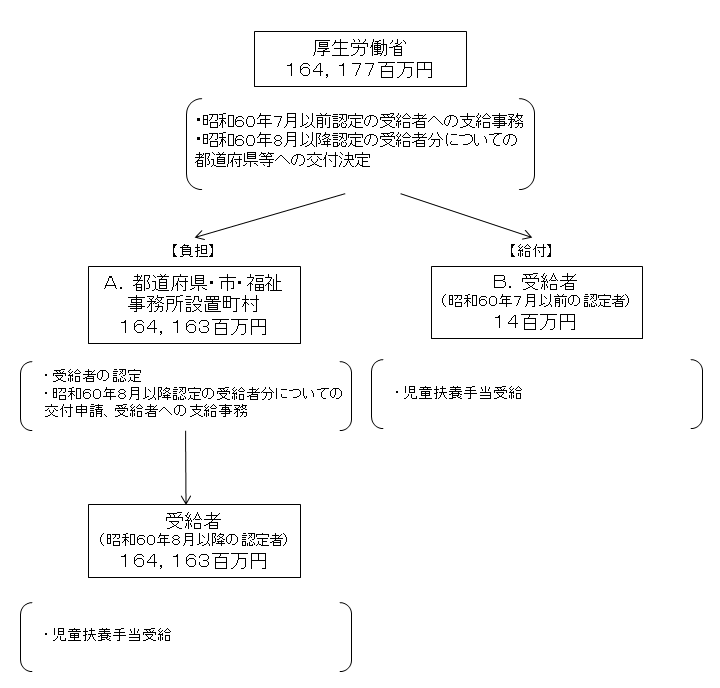 厚生労働省
１６４，１７７百万円
・昭和６０年７月以前認定の受給者への支給事務
・昭和６０年８月以降認定の受給者分についての
都道府県等への交付決定
【負担】
【給付】
Ａ．都道府県・市・福祉
事務所設置町村
１６４，１６３百万円
Ｂ．受給者
（昭和６０年７月以前の認定者）
１４百万円
・受給者の認定
・昭和６０年８月以降認定の受給者分についての
交付申請、受給者への支給事務
・児童扶養手当受給
受給者
（昭和６０年８月以降の認定者）
１６４，１６３百万円
・児童扶養手当受給